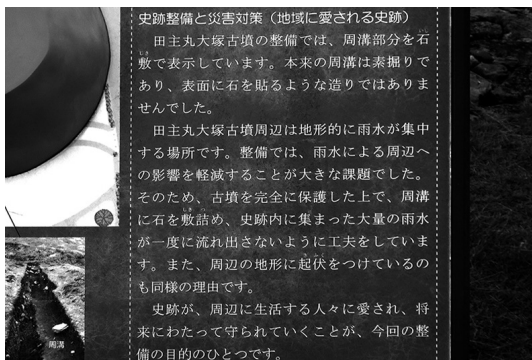 史跡整備と災害対策（地域に愛される史跡）
田主丸大塚古墳の整備では、周溝部分を石
敷で表示しています。本来の周溝は素掘りで
あり、表面に石を貼るような造りではありま
せんでした。
田主丸大塚古墳周辺は地形的に雨水が集中
する場所です。整備では、雨水による周辺へ
の影響を軽減することが大きな課題でした。
そのため、古墳を完全に保護した上で、周溝
に石を敷詰め、史跡内に集まった大量の雨水
が一度に流れ出さないように工夫をしていま
す。また、周辺の地形に起伏をつけているの
も同様の理由です。
史跡が、周辺に生活する人々に愛され、将
来にわたって守られていくことが、今回の整
備の目的のひとつです。
周溝